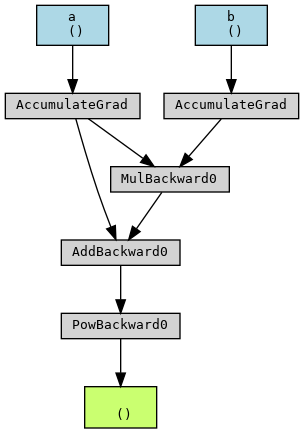 a
()
b
()
AccumulateGrad
AccumulateGrad
MulBackward0
AddBackward0
PowBackward0
()